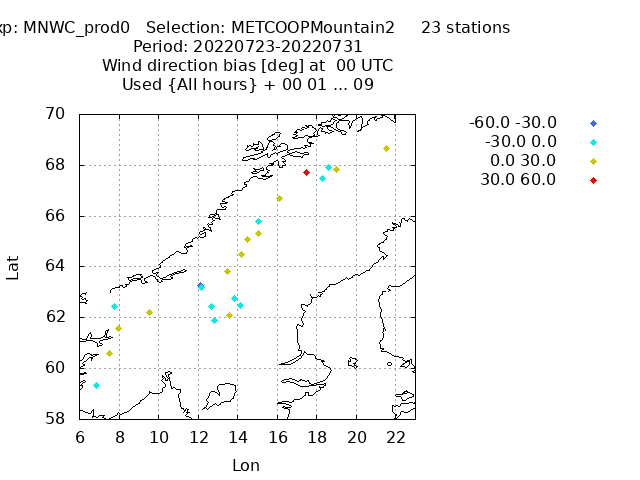 xp: MNWC_prod0 Selection: METCOOPMountain2 23 stations
Period: 20220723-20220731
Wind direction bias [deg] at 00 UTC
Used {All hours} + 00 01 ... 09
-60.0 -30.0
-30.0 0.0
0.0 30.0
30.0 60.0
70
68
66
64
62
60
58
Lat
6 8 10 12 14 16 18 20 22
Lon